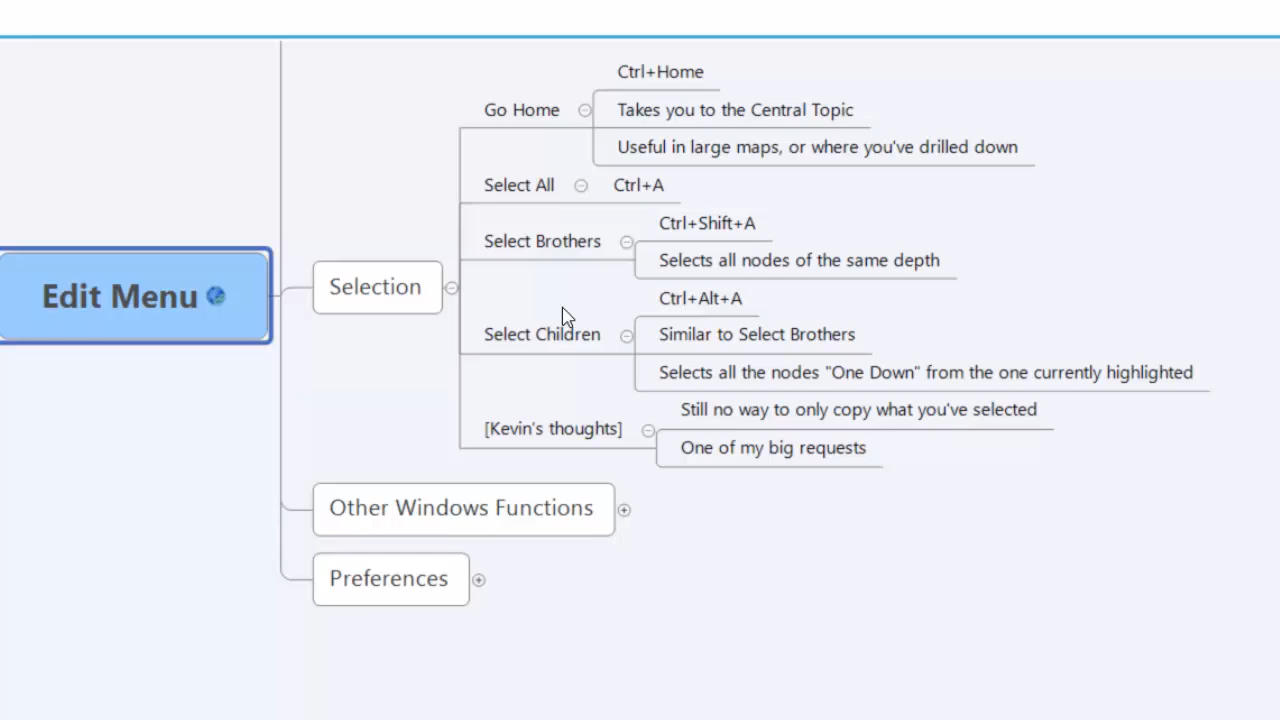 Edit Menu
Selection
Go Home
Ctrl+Home
Takes you to the Central Topic
Useful in large maps, or where you've drilled down
Select All
Ctrl+A
Select Brothers
Ctrl+Shift+A
Selects all nodes of the same depth
Select Children
Ctrl+Alt+A
Similar to Select Brothers
Selects all the nodes "One Down" from the one currently highlighted
[Kevin's thoughts]
Still no way to only copy what you've selected
One of my big requests
Other Windows Functions
Preferences